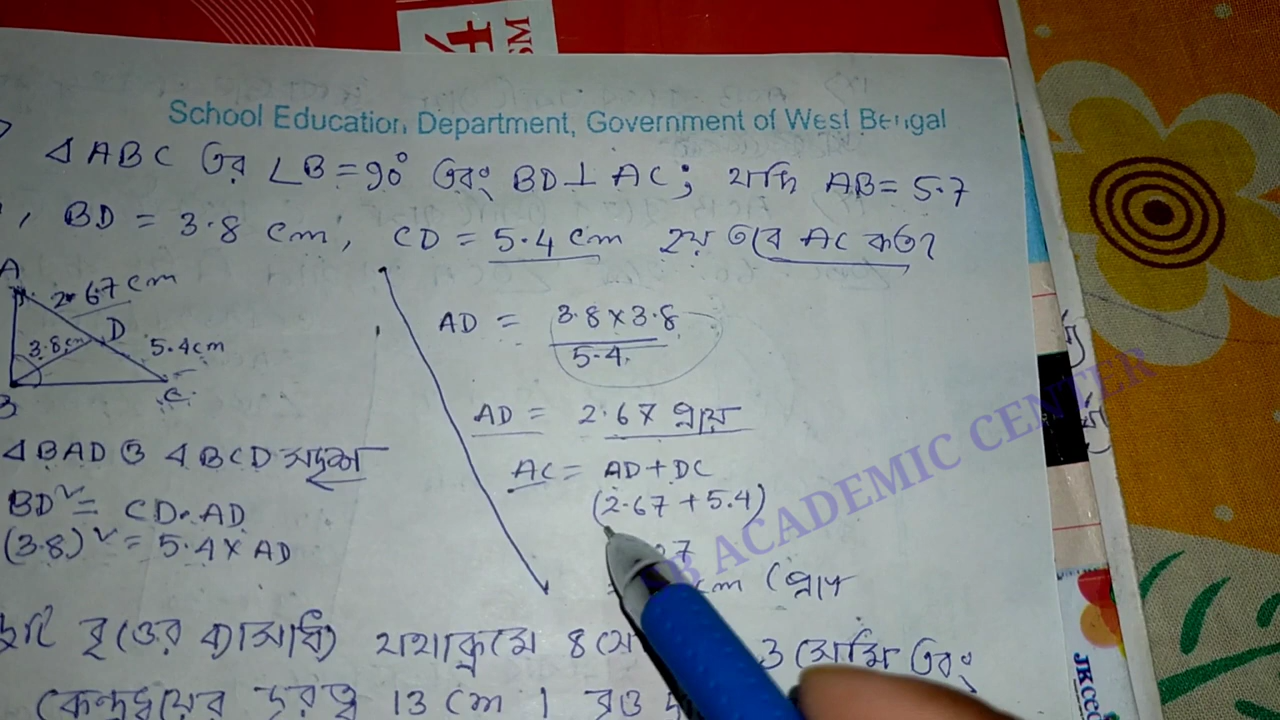 4
SM
School Education Department, Government of West Bengal
⊿ABC এর ∠B=90° এবং BD⊥AC; যদি AB=5.7
, BD = 3.8 cm, CD = 5.4 cm হয় তবে AC কত?
A
2.67 cm
D
3.8cm
5.4cm
B
C
⊿BAD ও ⊿BCD সদৃশ
BD² = CD. AD
(3.8)² = 5.4 × AD
AD = 3.8×3.8
5.4
AD = 2.67 প্রায়
AC = AD+DC
(2.67 + 5.4)
cm (প্রায়
দুটি বৃত্তের ব্যাসার্ধ যথাক্রমে 8 3 সেমি এবং
কেন্দ্রদ্বয়ের দূরত্ব 13 cm ।
ACADEMIC CENTER